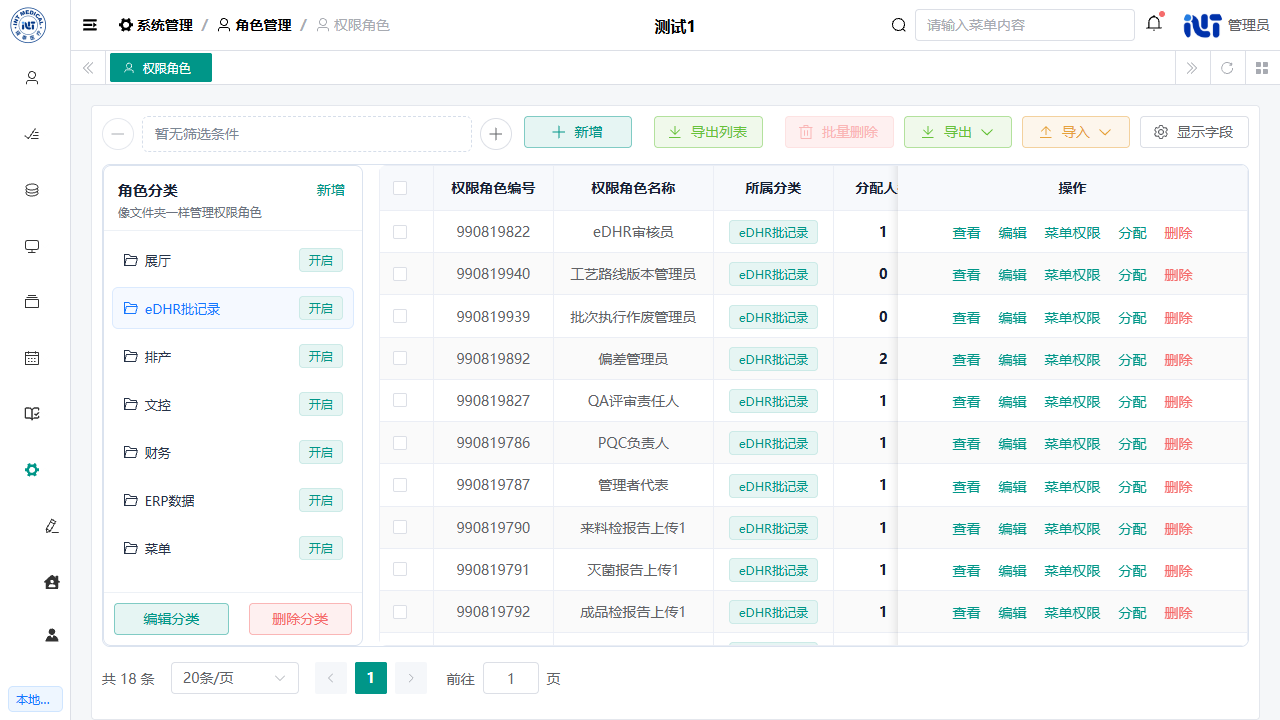 系统管理 / 角色管理 / 权限角色
测试1
请输入菜单内容
管理员
权限角色
暂无筛选条件
新增
导出列表
批量删除
导出
导入
显示字段
角色分类
新增
像文件夹一样管理权限角色
展厅 开启
eDHR批记录 开启
排产 开启
文控 开启
财务 开启
ERP数据 开启
菜单 开启
编辑分类
删除分类
权限角色编号 权限角色名称 所属分类 分配人 操作
990819822 eDHR审核员 eDHR批记录 1 查看 编辑 菜单权限 分配 删除
990819940 工艺路线版本管理员 eDHR批记录 0 查看 编辑 菜单权限 分配 删除
990819939 批次执行作废管理员 eDHR批记录 0 查看 编辑 菜单权限 分配 删除
990819892 偏差管理员 eDHR批记录 2 查看 编辑 菜单权限 分配 删除
990819827 QA评审责任人 eDHR批记录 1 查看 编辑 菜单权限 分配 删除
990819786 PQC负责人 eDHR批记录 1 查看 编辑 菜单权限 分配 删除
990819787 管理者代表 eDHR批记录 1 查看 编辑 菜单权限 分配 删除
990819790 来料检报告上传1 eDHR批记录 1 查看 编辑 菜单权限 分配 删除
990819791 灭菌报告上传1 eDHR批记录 1 查看 编辑 菜单权限 分配 删除
990819792 成品检报告上传1 eDHR批记录 1 查看 编辑 菜单权限 分配 删除
共 18 条
20条/页
1
前往 1 页
本地...